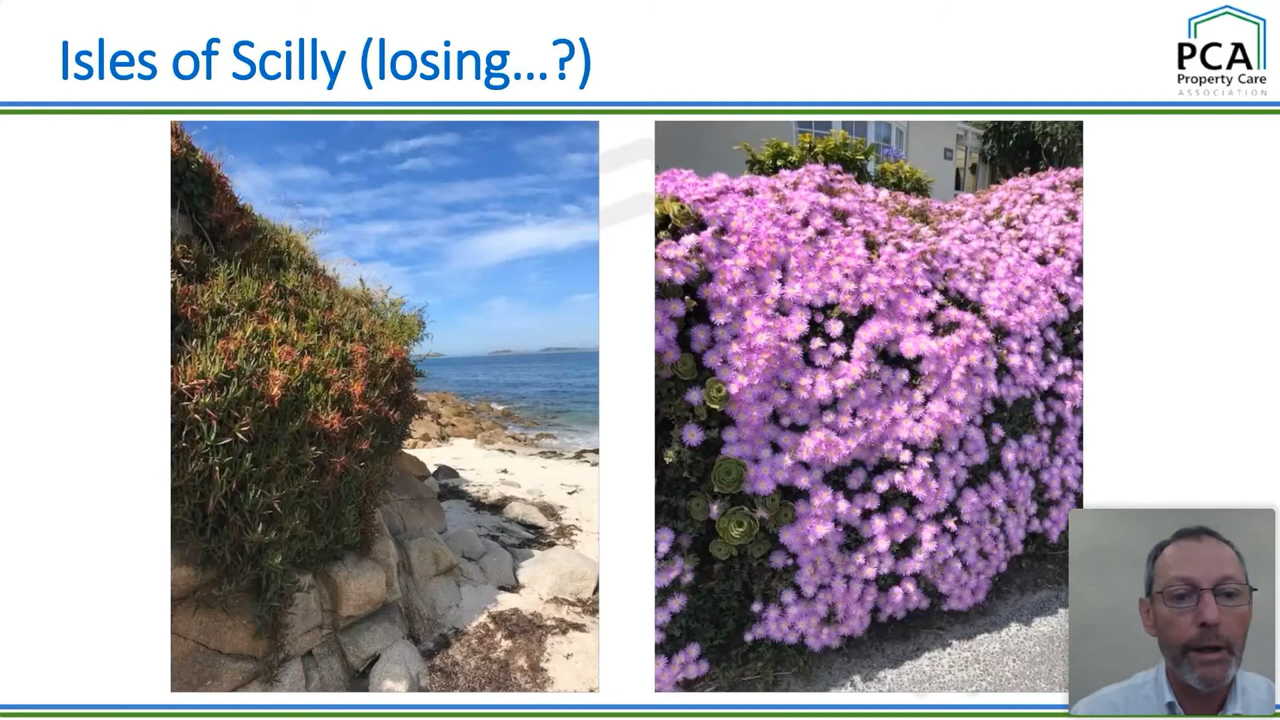 Isles of Scilly (losing...?)
PCA
Property Care
ASSOCIATION